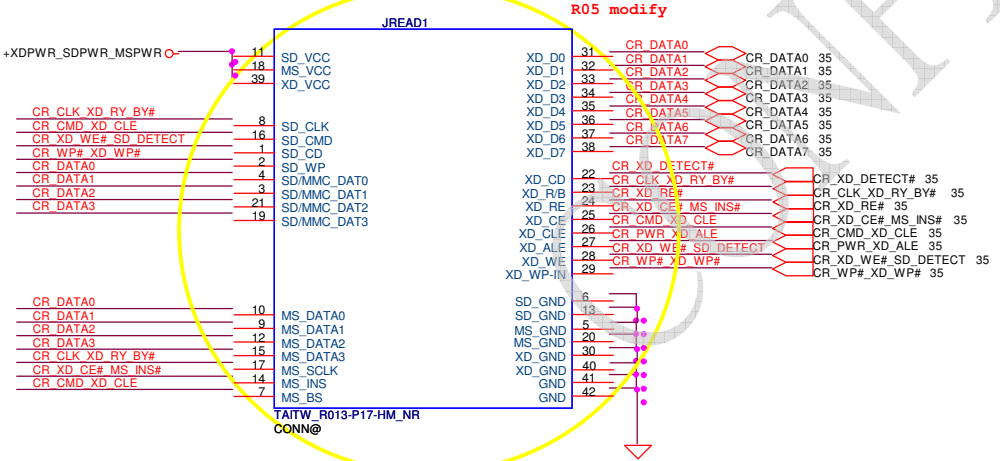 R05 modify
JREAD1
+XDPWR_SDPWR_MSPWR
11 SD_VCC
18 MS_VCC
39 XD_VCC
CR_CLK_XD_RY_BY# 8 SD_CLK
CR_CMD_XD_CLE 16 SD_CMD
CR_XD_WE#_SD_DETECT 1 SD_CD
CR_WP#_XD_WP# 2 SD_WP
CR_DATA0 4 SD/MMC_DAT0
CR_DATA1 3 SD/MMC_DAT1
CR_DATA2 21 SD/MMC_DAT2
CR_DATA3 19 SD/MMC_DAT3
CR_DATA0 10 MS_DATA0
CR_DATA1 9 MS_DATA1
CR_DATA2 12 MS_DATA2
CR_DATA3 15 MS_DATA3
CR_CLK_XD_RY_BY# 17 MS_SCLK
CR_XD_CE#_MS_INS# 14 MS_INS
CR_CMD_XD_CLE 7 MS_BS
XD_D0 31 CR_DATA0 CR_DATA0 35
XD_D1 32 CR_DATA1 CR_DATA1 35
XD_D2 33 CR_DATA2 CR_DATA2 35
XD_D3 34 CR_DATA3 CR_DATA3 35
XD_D4 35 CR_DATA4 CR_DATA4 35
XD_D5 36 CR_DATA5 CR_DATA5 35
XD_D6 37 CR_DATA6 CR_DATA6 35
XD_D7 38 CR_DATA7 CR_DATA7 35
XD_CD 22 CR_XD_DETECT# CR_XD_DETECT# 35
XD_R/B 23 CR_CLK_XD_RY_BY# CR_CLK_XD_RY_BY# 35
XD_RE 24 CR_XD_RE# CR_XD_RE# 35
XD_CE 25 CR_XD_CE#_MS_INS# CR_XD_CE#_MS_INS# 35
XD_CLE 26 CR_CMD_XD_CLE CR_CMD_XD_CLE 35
XD_ALE 27 CR_PWR_XD_ALE CR_PWR_XD_ALE 35
XD_WE 28 CR_XD_WE#_SD_DETECT CR_XD_WE#_SD_DETECT 35
XD_WP-IN 29 CR_WP#_XD_WP# CR_WP#_XD_WP# 35
SD_GND 6
SD_GND 13
MS_GND 5
MS_GND 20
XD_GND 30
XD_GND 40
GND 41
GND 42
TAITW_R013-P17-HM_NR
CONN@